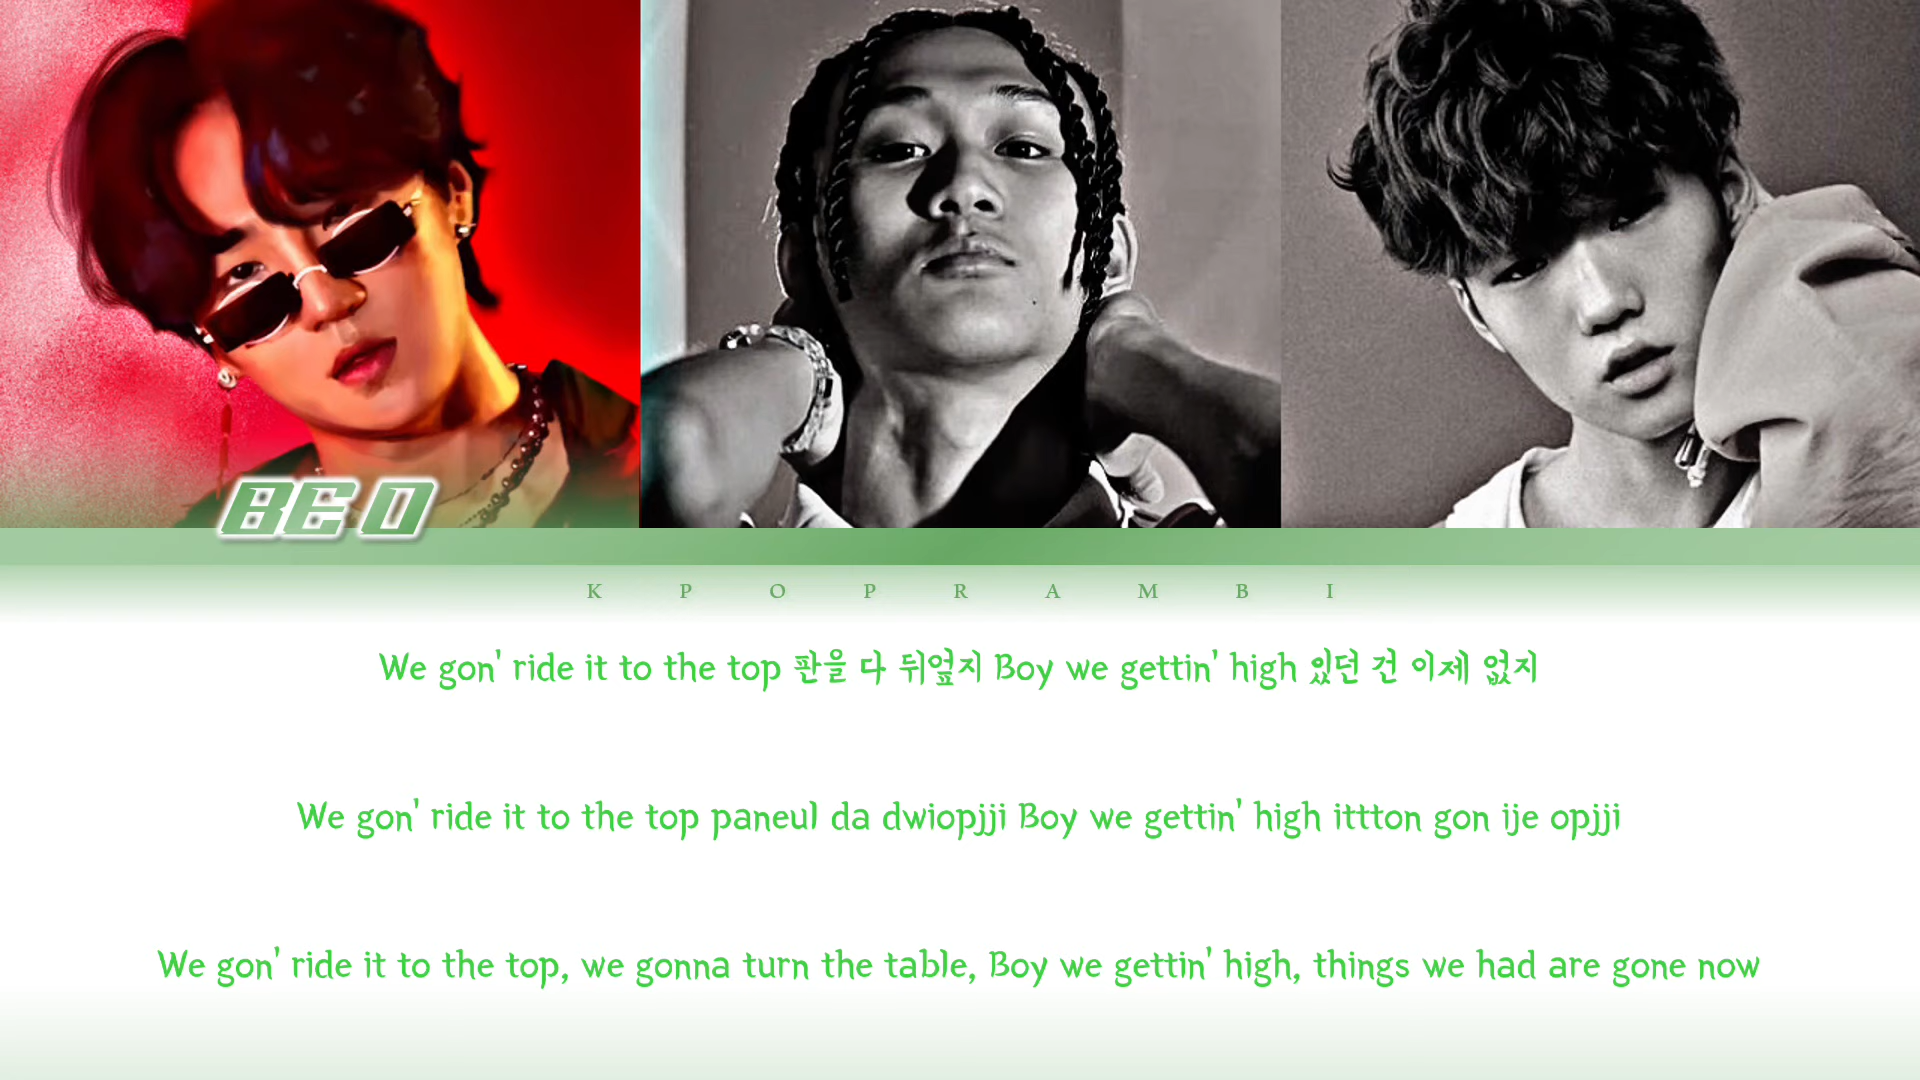 BE'O
KPOPRAMBI
We gon' ride it to the top 판을 다 뒤엎지 Boy we gettin' high 있던 건 이제 없지
We gon' ride it to the top paneul da dwiopjji Boy we gettin' high ittton gon ije opjji
We gon' ride it to the top, we gonna turn the table, Boy we gettin' high, things we had are gone now